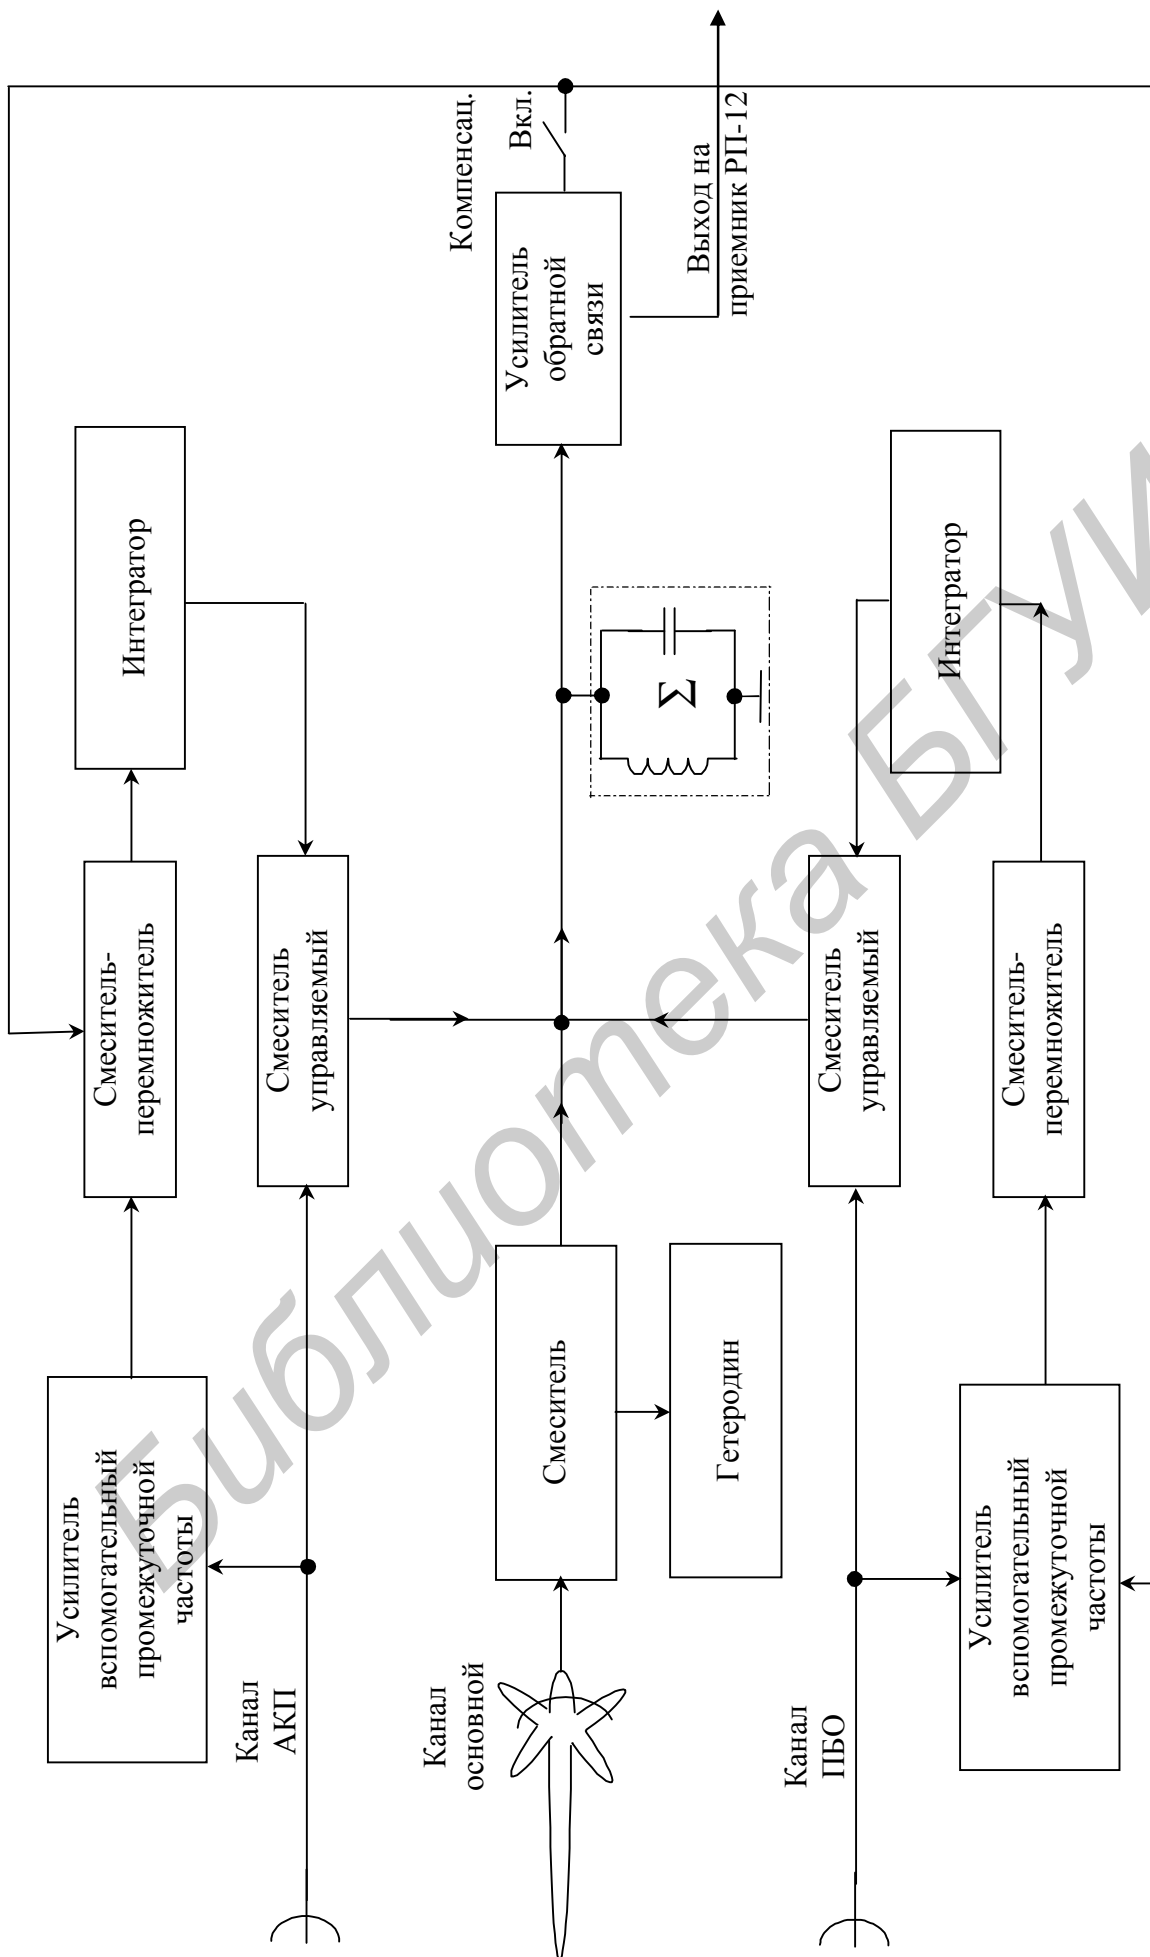 Усилитель
вспомогательный
промежуточной
частоты
Смеситель-
перемножитель
Интегратор
Канал
АКП
Смеситель
управляемый
Канал
основной
Смеситель
Гетеродин
Σ
Усилитель
обратной
связи
Компенсац.
Вкл.
Выход на
приемник РП-12
Канал
ПБО
Смеситель
управляемый
Интегратор
Усилитель
вспомогательный
промежуточной
частоты
Смеситель-
перемножитель
Библиотека БГУИ